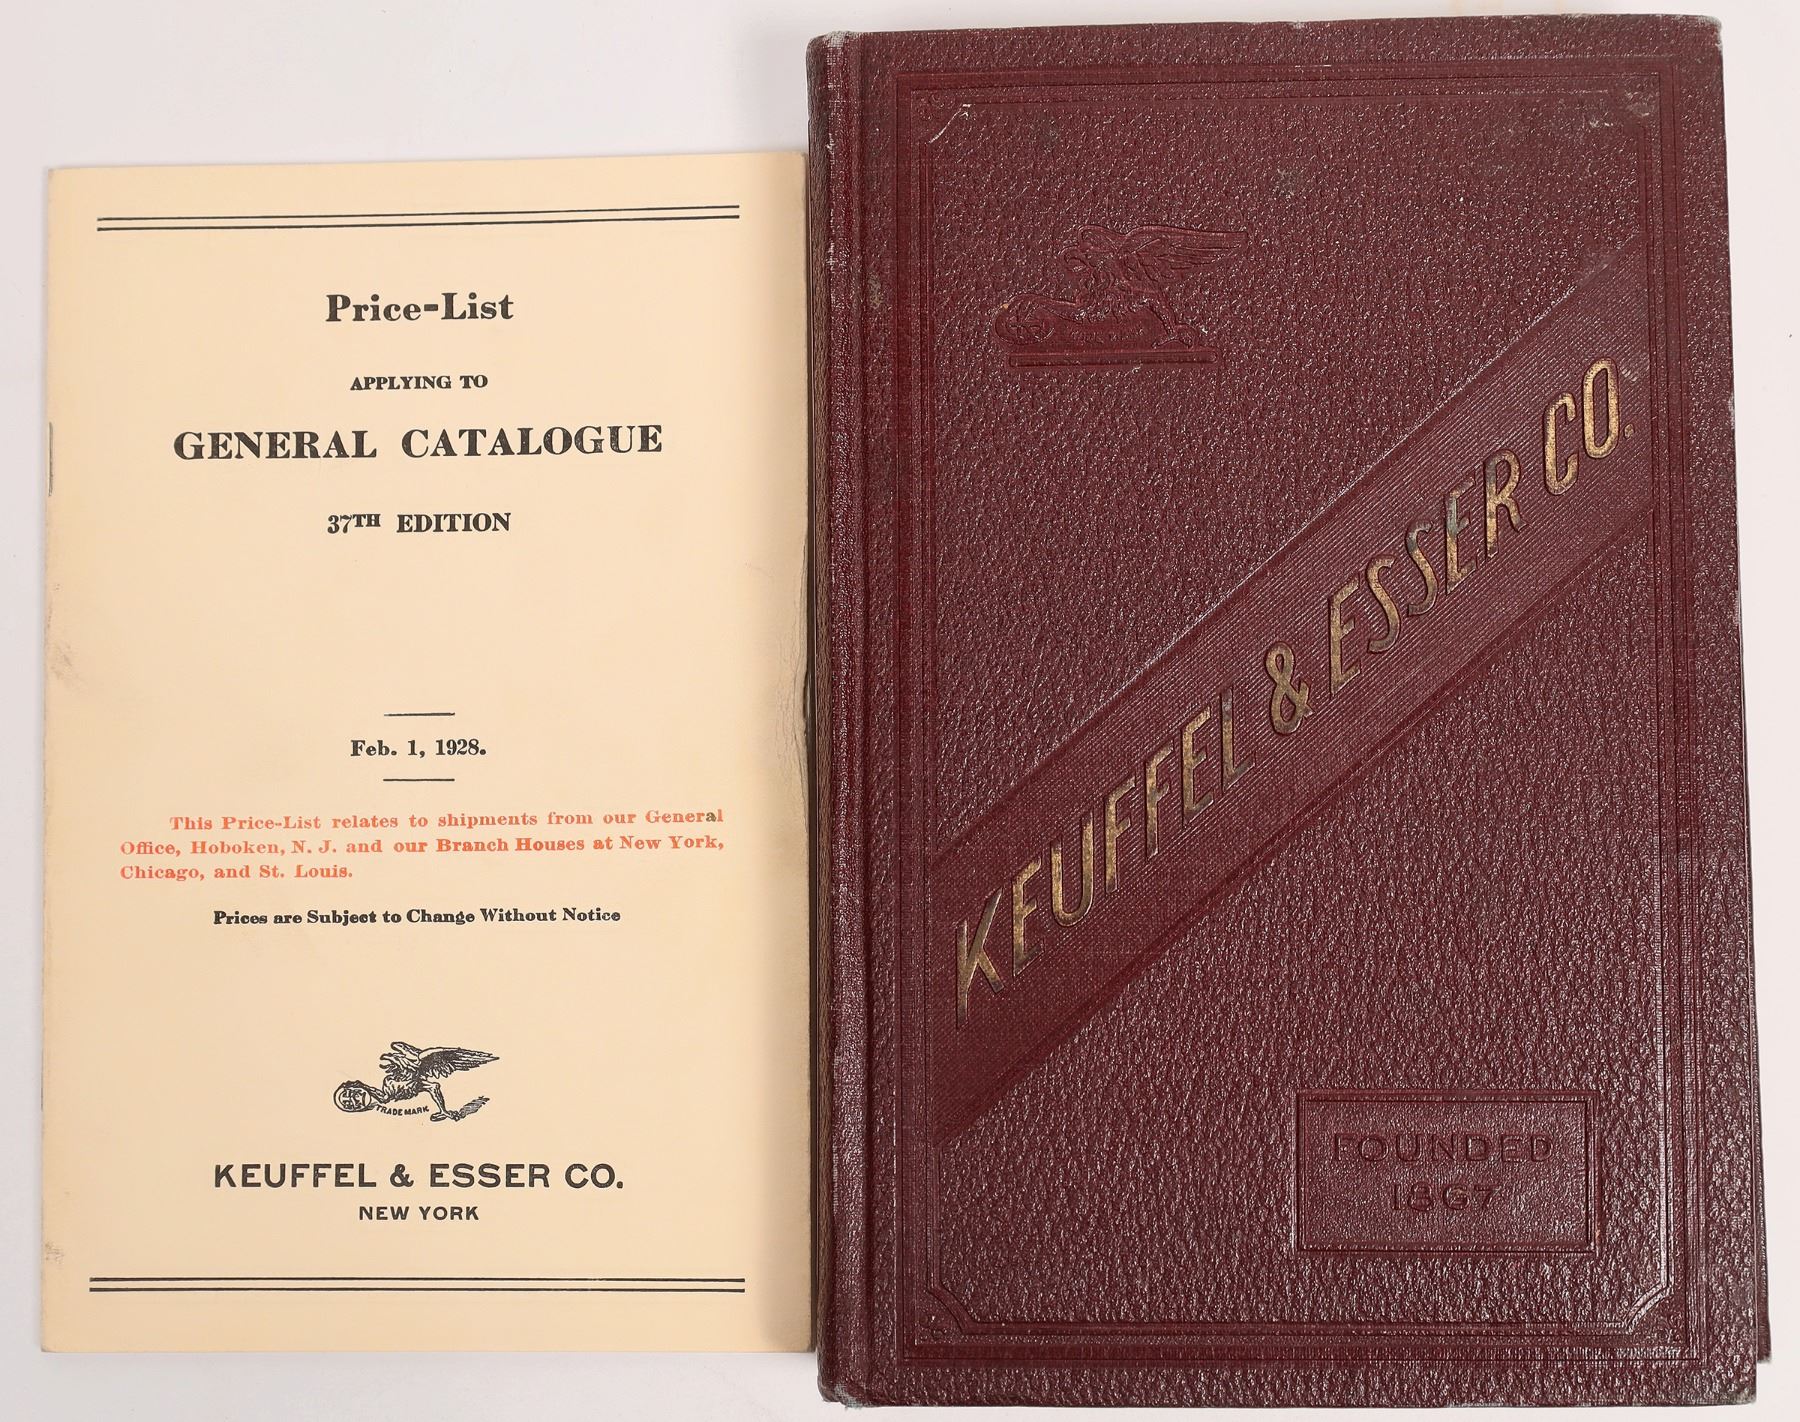 Price-List
APPLYING TO
GENERAL CATALOGUE
37TH EDITION
Feb. 1, 1928.
This Price-List relates to shipments from our General
Office, Hoboken, N. J. and our Branch Houses at New York,
Chicago, and St. Louis.
Prices are Subject to Change Without Notice
TRADE MARK
KEUFFEL & ESSER CO.
NEW YORK
KEUFFEL & ESSER CO.
FOUNDED
1867